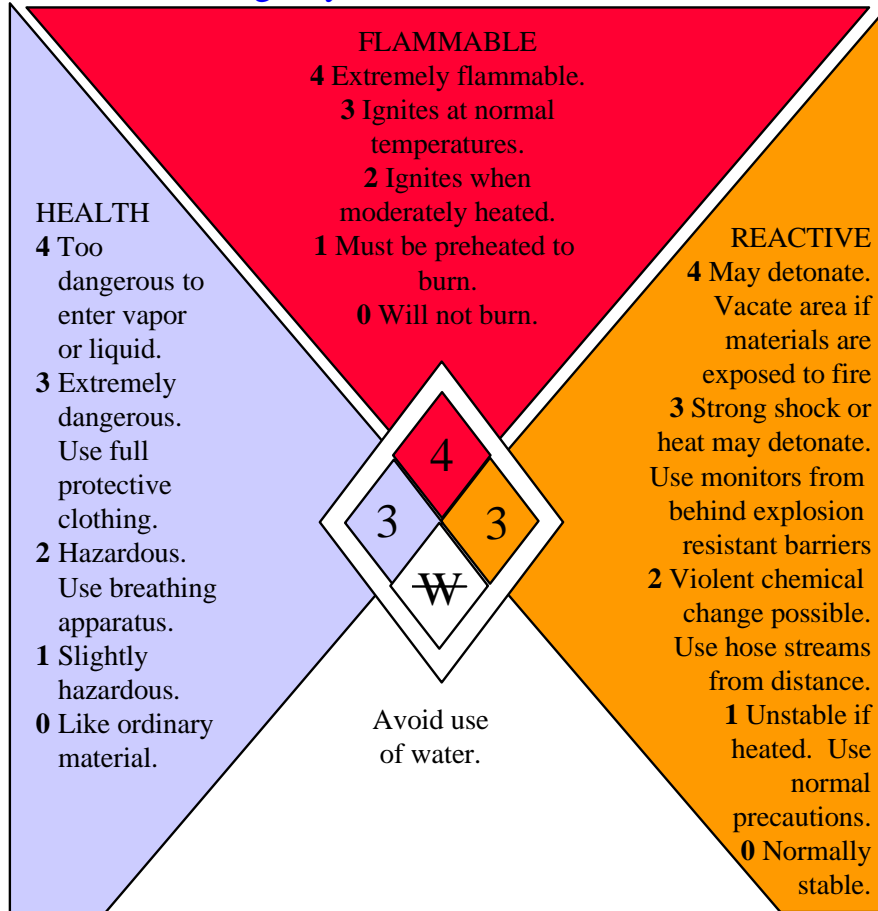 FLAMMABLE
4 Extremely flammable.
3 Ignites at normal
temperatures.
2 Ignites when
moderately heated.
1 Must be preheated to
burn.
0 Will not burn.
HEALTH
4 Too
dangerous to
enter vapor
or liquid.
3 Extremely
dangerous.
Use full
protective
clothing.
2 Hazardous.
Use breathing
apparatus.
1 Slightly
hazardous.
0 Like ordinary
material.
4
3
3
W
Avoid use
of water.
REACTIVE
4 May detonate.
Vacate area if
materials are
exposed to fire
3 Strong shock or
heat may detonate.
Use monitors from
behind explosion
resistant barriers
2 Violent chemical
change possible.
Use hose streams
from distance.
1 Unstable if
heated. Use
normal
precautions.
0 Normally
stable.